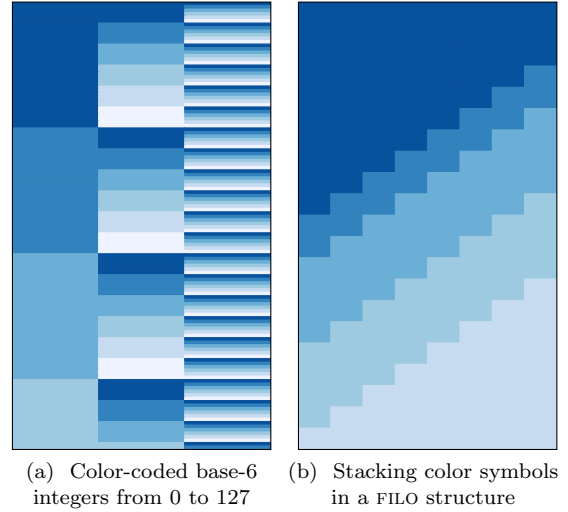 (a) Color-coded base-6
integers from 0 to 127
(b) Stacking color symbols
in a FILO structure